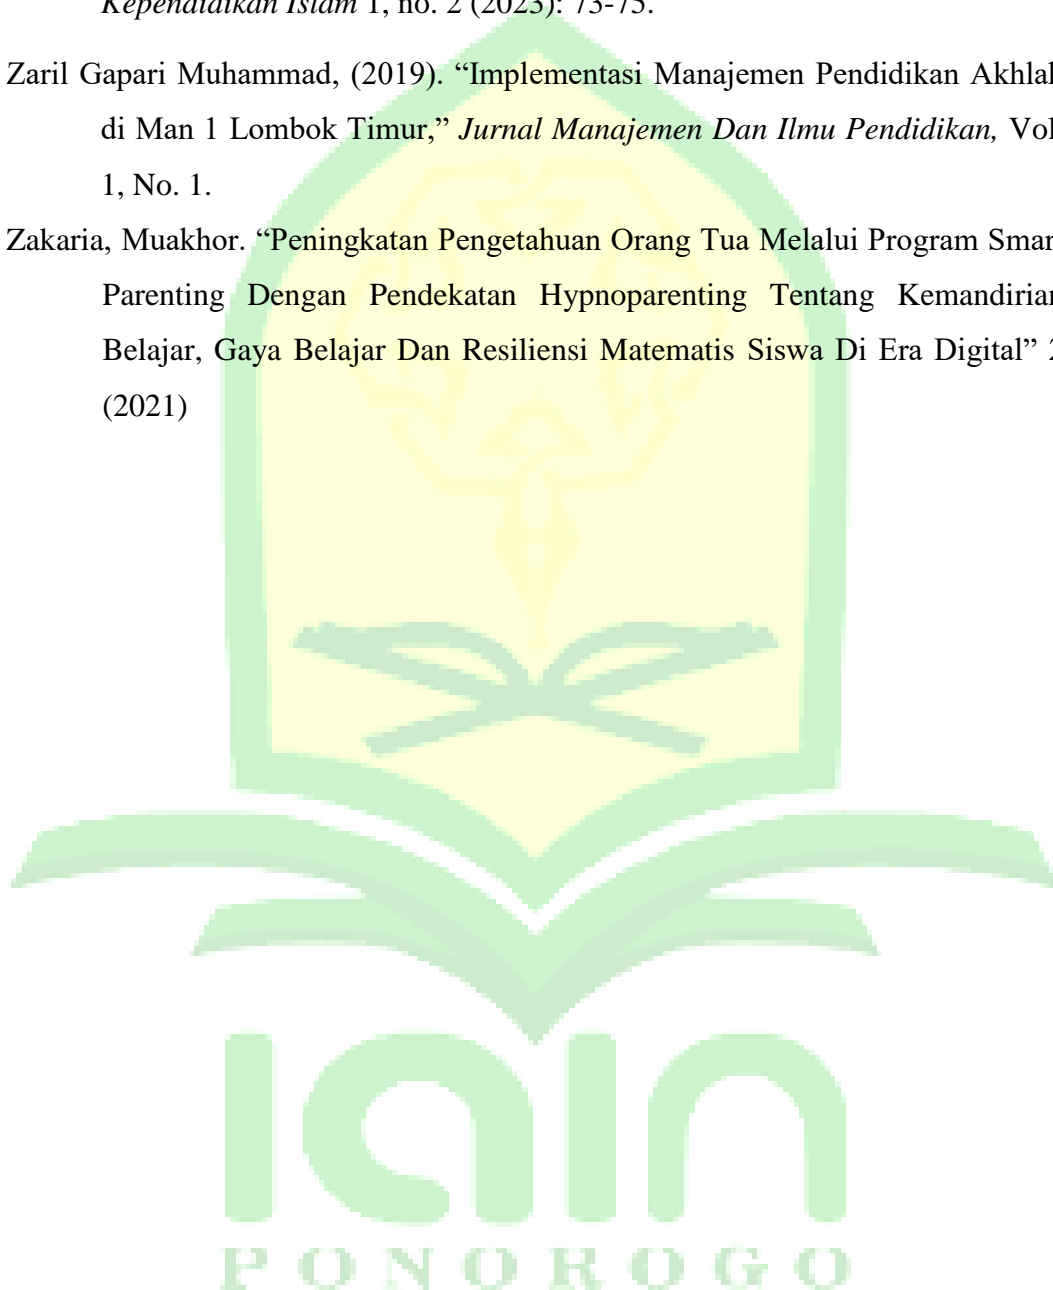 Kependidikan Islam 1, no. 2 (2023): 73-75.
Zaril Gapari Muhammad, (2019). “Implementasi Manajemen Pendidikan Akhlak
di Man 1 Lombok Timur,” Jurnal Manajemen Dan Ilmu Pendidikan, Vol
1, No. 1.
Zakaria, Muakhor. “Peningkatan Pengetahuan Orang Tua Melalui Program Smar
Parenting Dengan Pendekatan Hypnoparenting Tentang Kemandirian
Belajar, Gaya Belajar Dan Resiliensi Matematis Siswa Di Era Digital” 2
(2021)
iain
PONOROGO